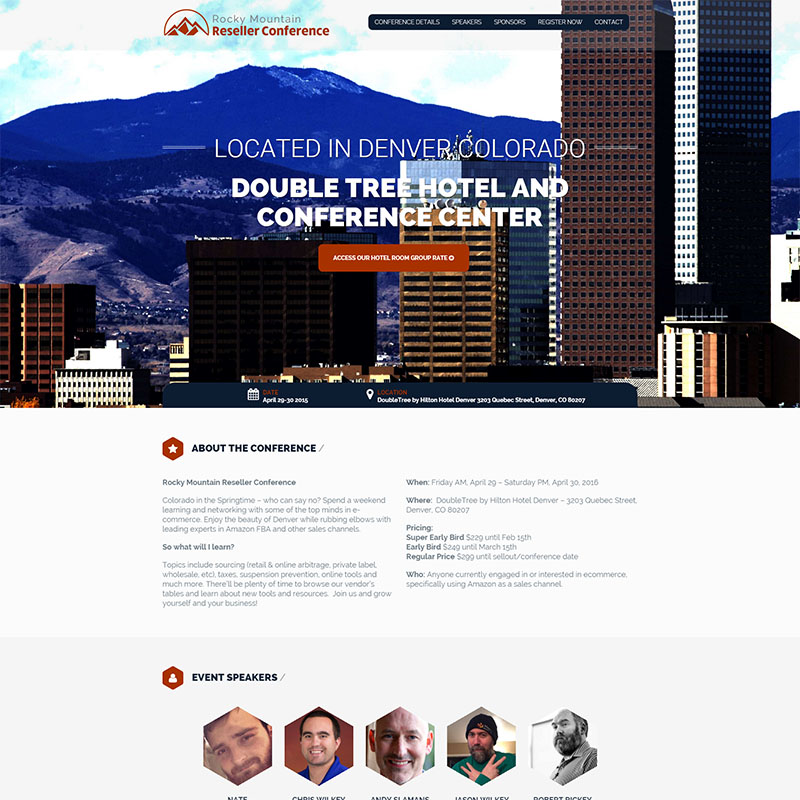 Rocky Mountain
Reseller Conference
CONFERENCE DETAILS SPEAKERS SPONSORS REGISTER NOW CONTACT
LOCATED IN DENVER COLORADO
DOUBLE TREE HOTEL AND
CONFERENCE CENTER
ACCESS OUR HOTEL ROOM GROUP RATE
DATE
April 29-30 2015
LOCATION
DoubleTree by Hilton Hotel Denver 3203 Quebec Street, Denver, CO 80207
ABOUT THE CONFERENCE /
Rocky Mountain Reseller Conference
Colorado in the Springtime – who can say no? Spend a weekend
learning and networking with some of the top minds in e-
commerce. Enjoy the beauty of Denver while rubbing elbows with
leading experts in Amazon FBA and other sales channels.
So what will I learn?
Topics include sourcing (retail & online arbitrage, private label,
wholesale, etc), taxes, suspension prevention, online tools and
much more. There'll be plenty of time to browse our vendor's
tables and learn about new tools and resources. Join us and grow
yourself and your business!
When: Friday AM, April 29 – Saturday PM, April 30, 2016
Where: DoubleTree by Hilton Hotel Denver – 3203 Quebec Street,
Denver, CO 80207
Pricing:
Super Early Bird $229 until Feb 15th
Early Bird $249 until March 15th
Regular Price $299 until sellout/conference date
Who: Anyone currently engaged in or interested in ecommerce,
specifically using Amazon as a sales channel.
EVENT SPEAKERS /
NATE CHRIS WILKEY ANDY SLAMANS JASON WILKEY ROBERT RICKEY